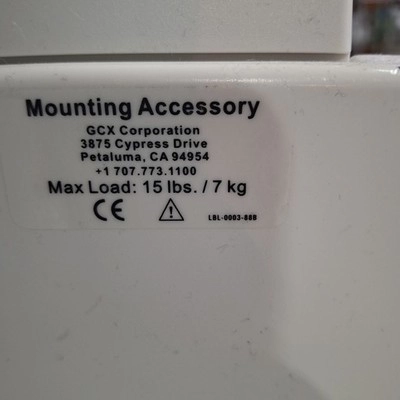 Mounting Accessory
GCX Corporation
3875 Cypress Drive
Petaluma, CA 94954
+1 707.773.1100
Max Load: 15 lbs. / 7 kg
CE LBL-0003-88B